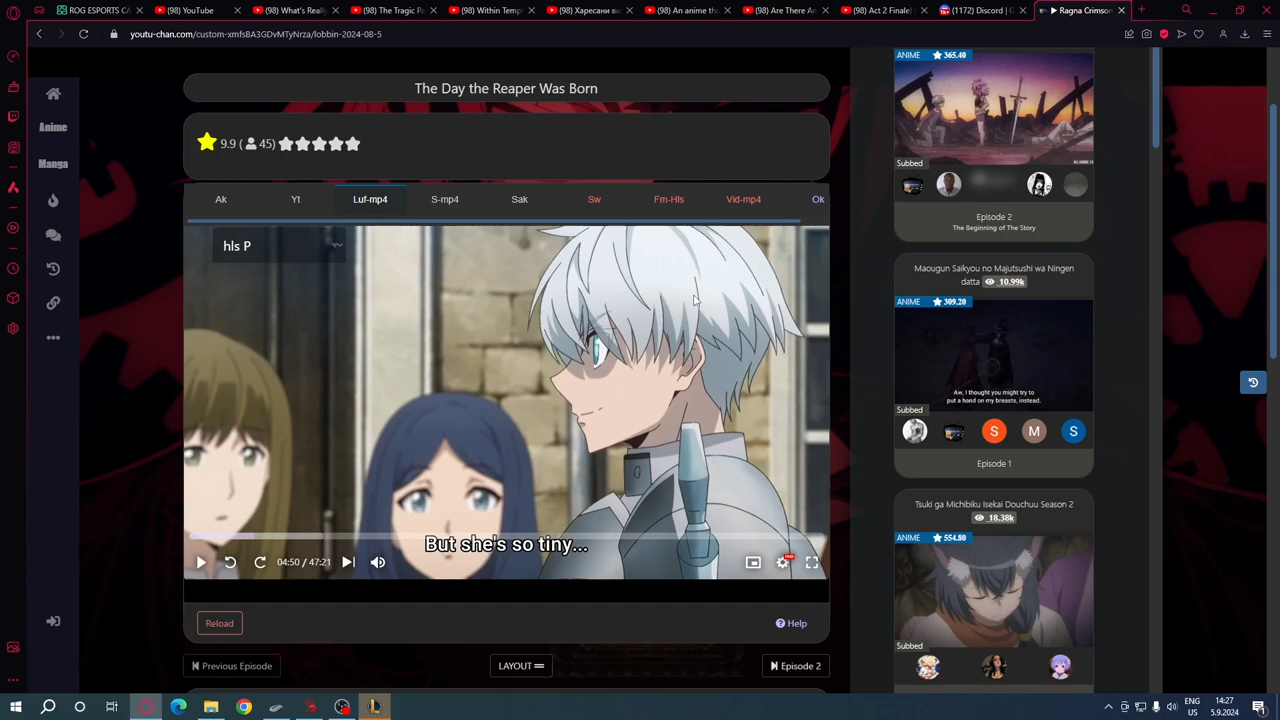 ROG ESPORTS CA
(98) YouTube
(98) What's Really
(98) The Tragic Pa
(98) Within Tempt
(98) Харесани ви
(98) An anime tha
(98) Are There An
(98) Act 2 Finale!
(1172) Discord | G
Ragna Crimson
youtu-chan.com/custom-xmfsBA3GDvMTyNrza/lobbin-2024-08-5
Anime
Manga
The Day the Reaper Was Born
9.9 ( 45)
Ak
Yt
Luf-mp4
S-mp4
Sak
Sw
Fm-Hls
Vid-mp4
Ok
hls P
But she's so tiny...
04:50 / 47:21
Reload
Help
Previous Episode
LAYOUT
Episode 2
ANIME 365.40
Subbed
Episode 2
The Beginning of The Story
Maougun Saikyou no Majutsushi wa Ningen
datta 10.99k
ANIME 309.20
Aw, I thought you might try to
put a hand on my breasts, instead.
Subbed
S
M
S
Episode 1
Tsuki ga Michibiku Isekai Douchuu Season 2
18.38k
ANIME 554.80
Subbed
ENG
US
14:27
5.9.2024